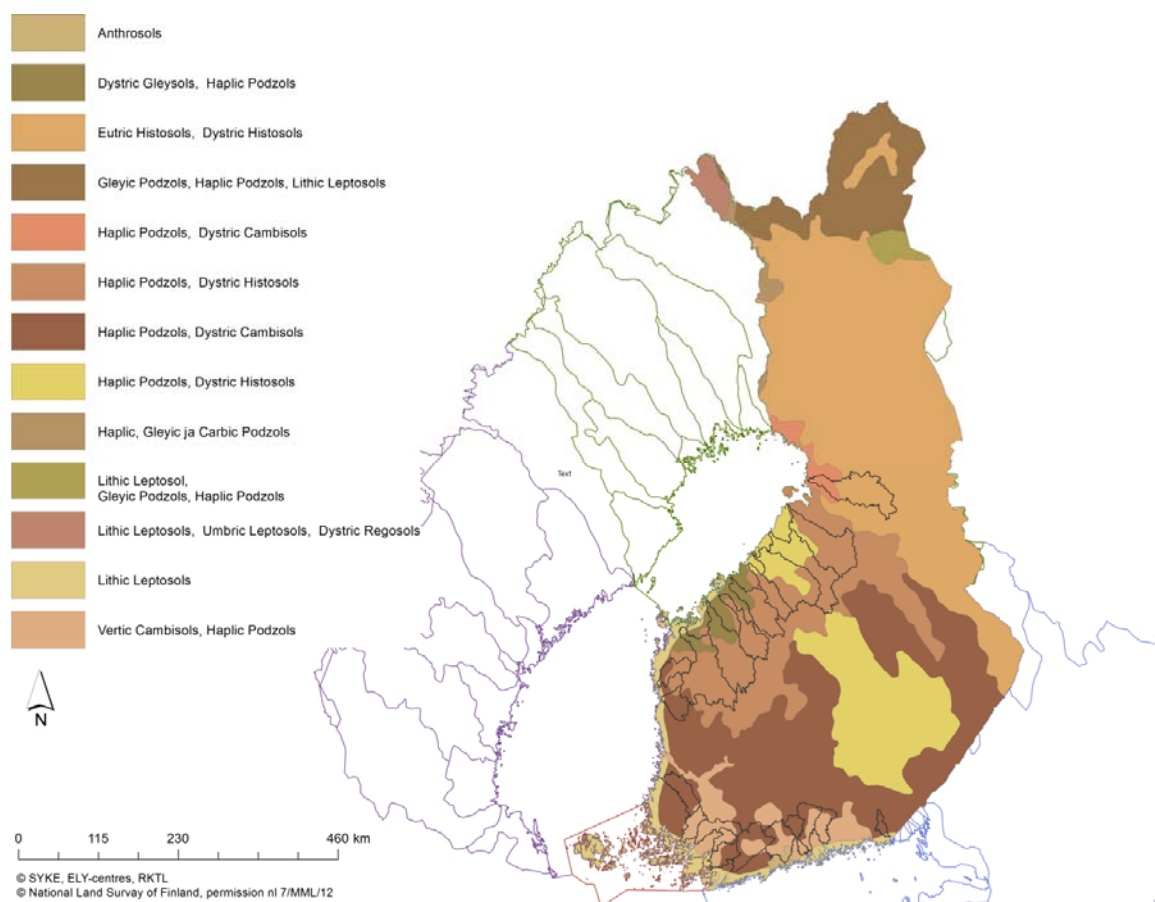 Anthrosols
Dystric Gleysols, Haplic Podzols
Eutric Histosols, Dystric Histosols
Gleyic Podzols, Haplic Podzols, Lithic Leptosols
Haplic Podzols, Dystric Cambisols
Haplic Podzols, Dystric Histosols
Haplic Podzols, Dystric Cambisols
Haplic Podzols, Dystric Histosols
Haplic, Gleyic ja Carbic Podzols
Lithic Leptosol,
Gleyic Podzols, Haplic Podzols
Lithic Leptosols, Umbric Leptosols, Dystric Regosols
Lithic Leptosols
Vertic Cambisols, Haplic Podzols
Text
N
0 115 230 460 km
© SYKE, ELY-centres, RKTL
© National Land Survey of Finland, permission nl 7/MML/12